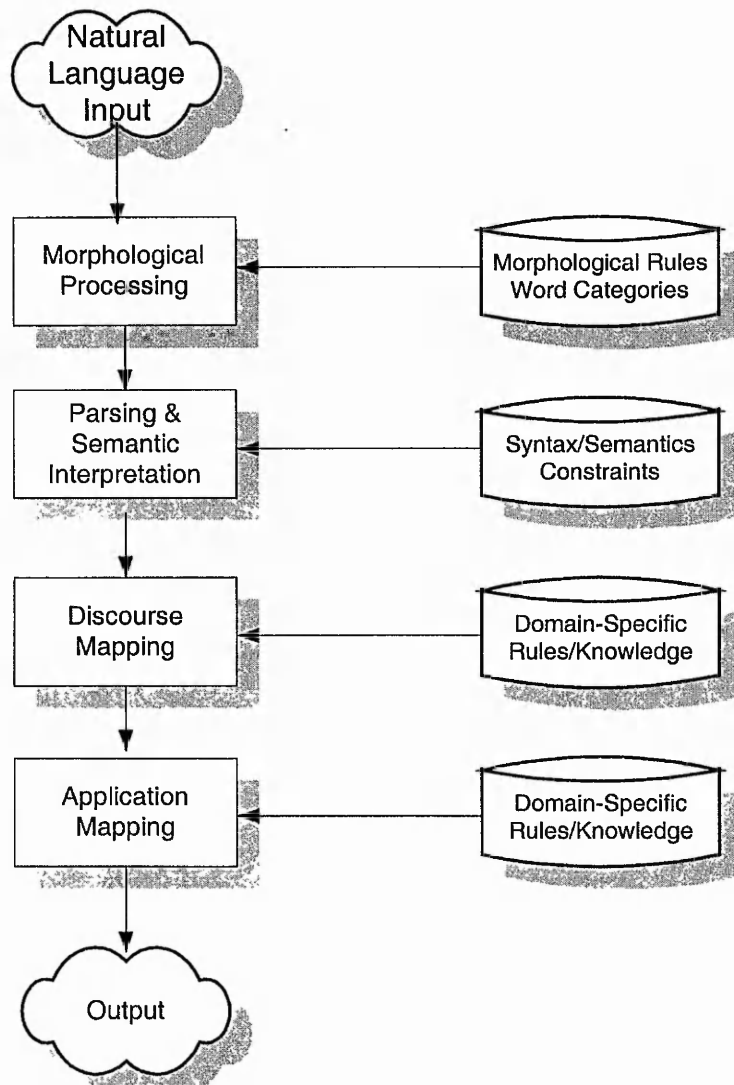 Natural
Language
Input
Morphological
Processing
Morphological Rules
Word Categories
Parsing &
Semantic
Interpretation
Syntax/Semantics
Constraints
Discourse
Mapping
Domain-Specific
Rules/Knowledge
Application
Mapping
Domain-Specific
Rules/Knowledge
Output